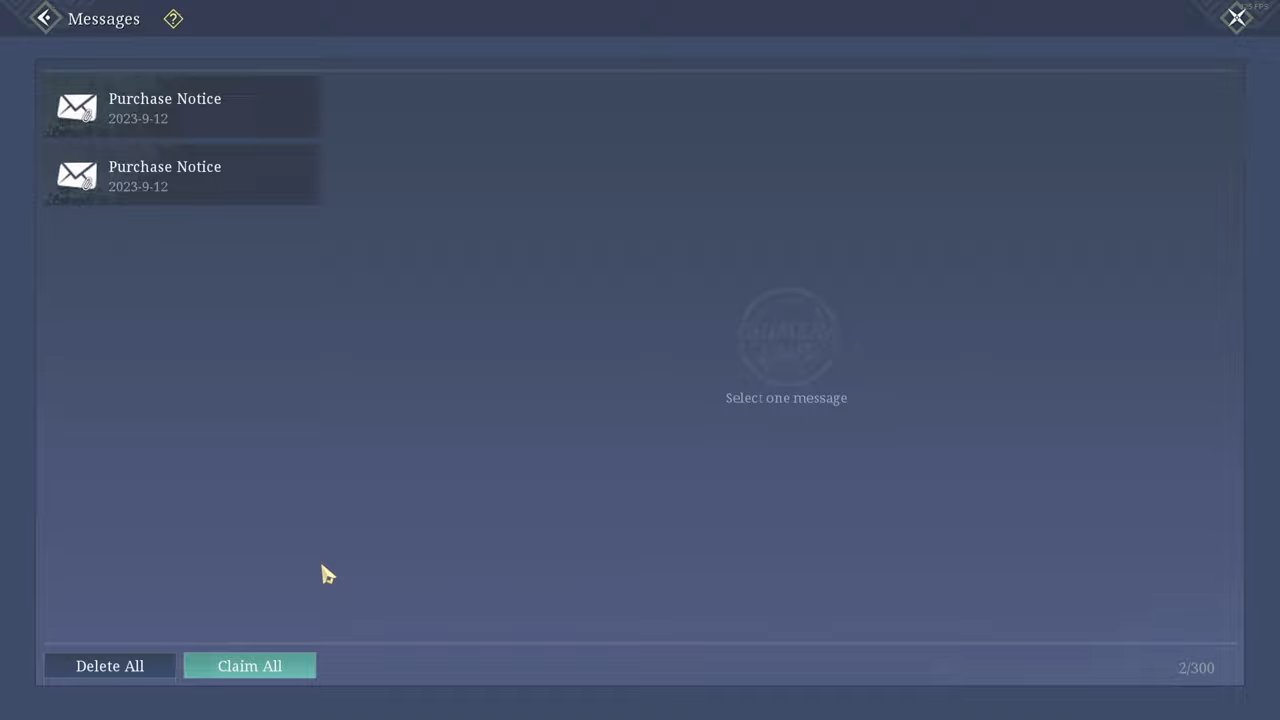 Messages
?
Purchase Notice
2023-9-12
Purchase Notice
2023-9-12
Select one message
Delete All
Claim All
2/300